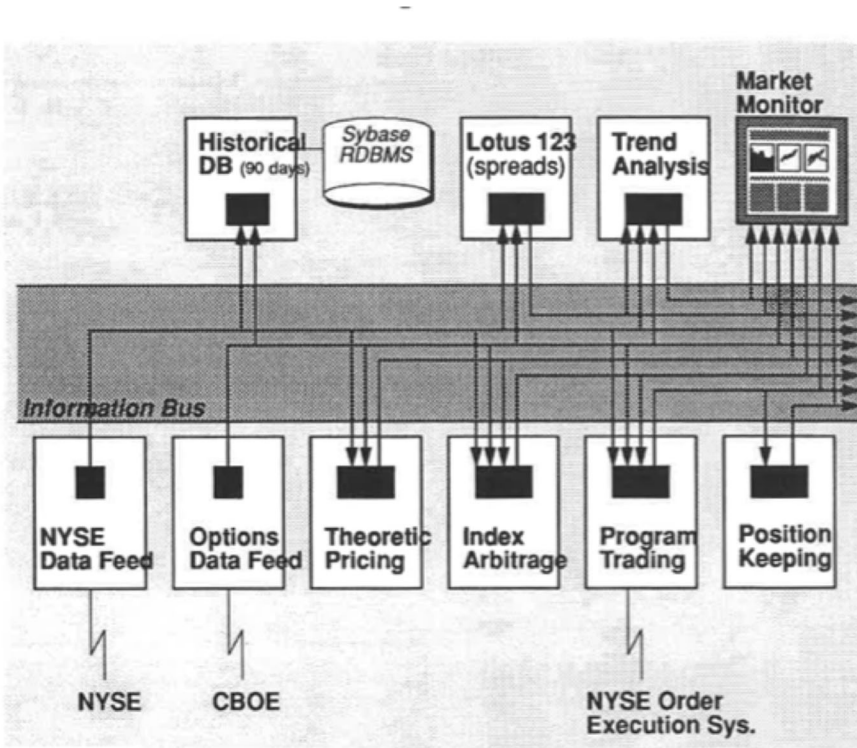 Market
Monitor
Historical
DB (90 days)
Sybase
RDBMS
Lotus 123
(spreads)
Trend
Analysis
Information Bus
NYSE
Data Feed
Options
Data Feed
Theoretic
Pricing
Index
Arbitrage
Program
Trading
Position
Keeping
NYSE
CBOE
NYSE Order
Execution Sys.